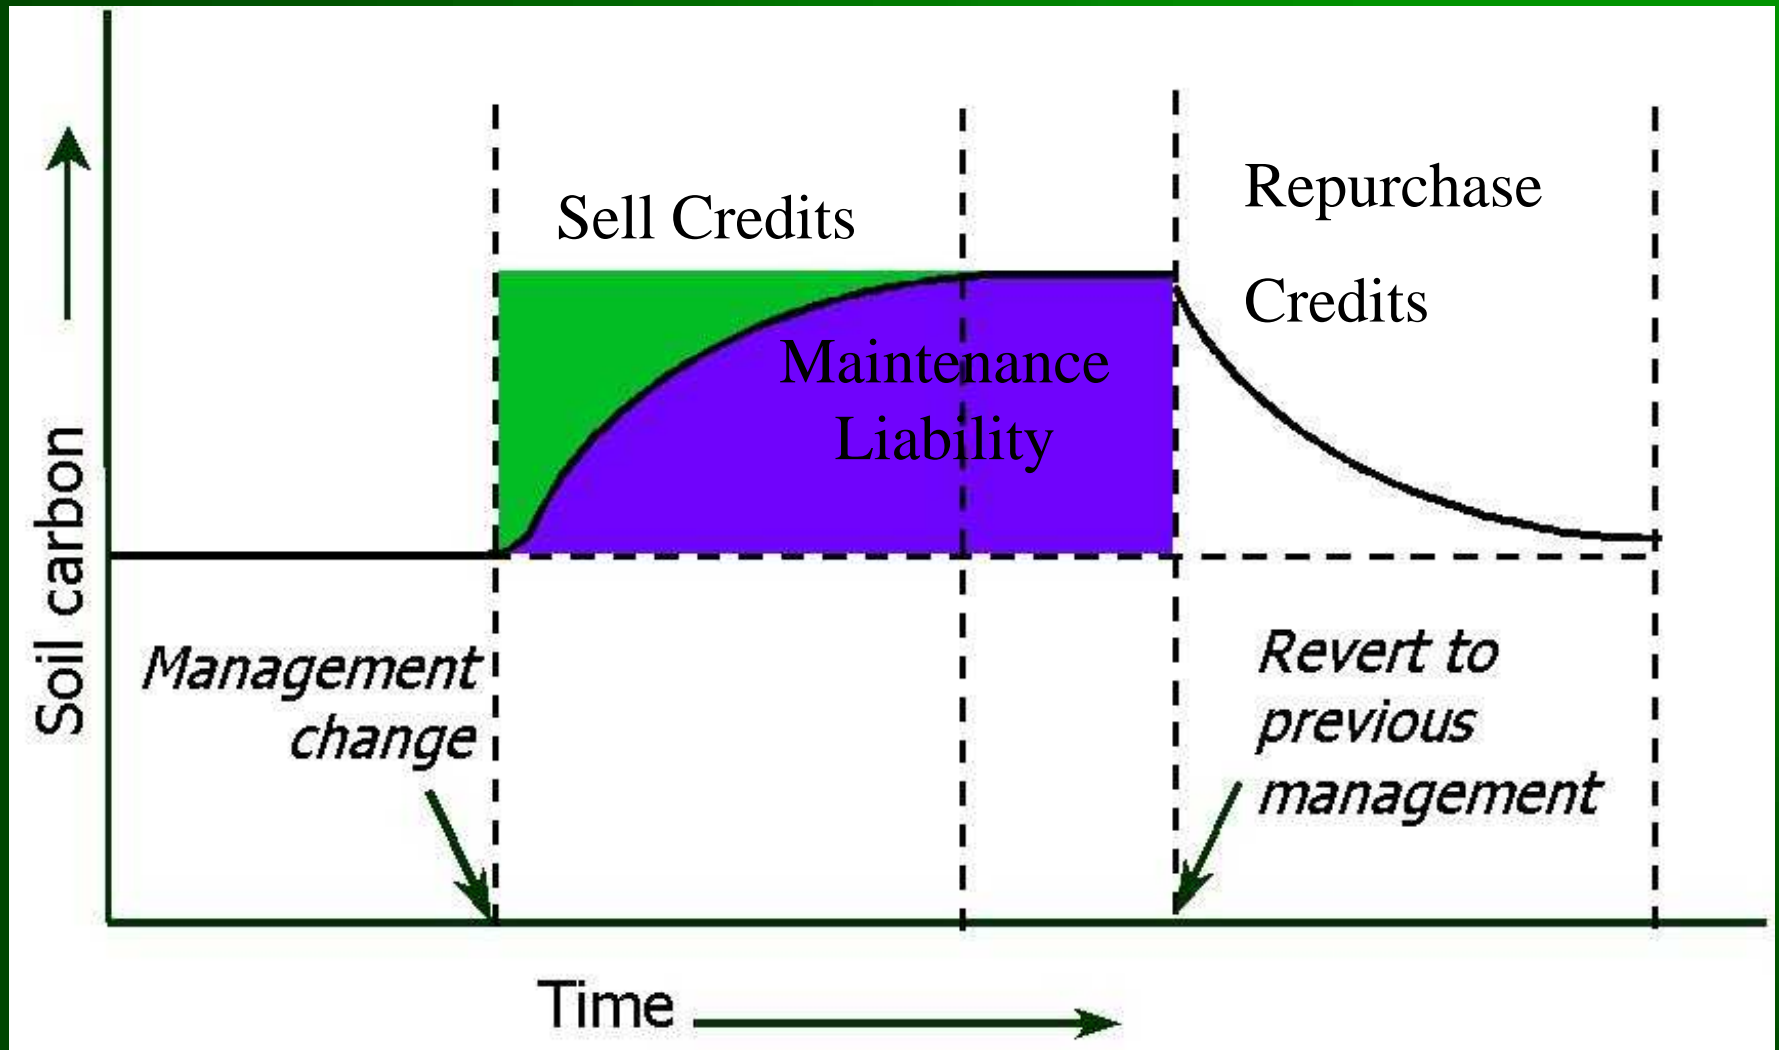 Sell Credits
Repurchase
Credits
Maintenance
Liability
Soil carbon
Management
change
Revert to
previous
management
Time